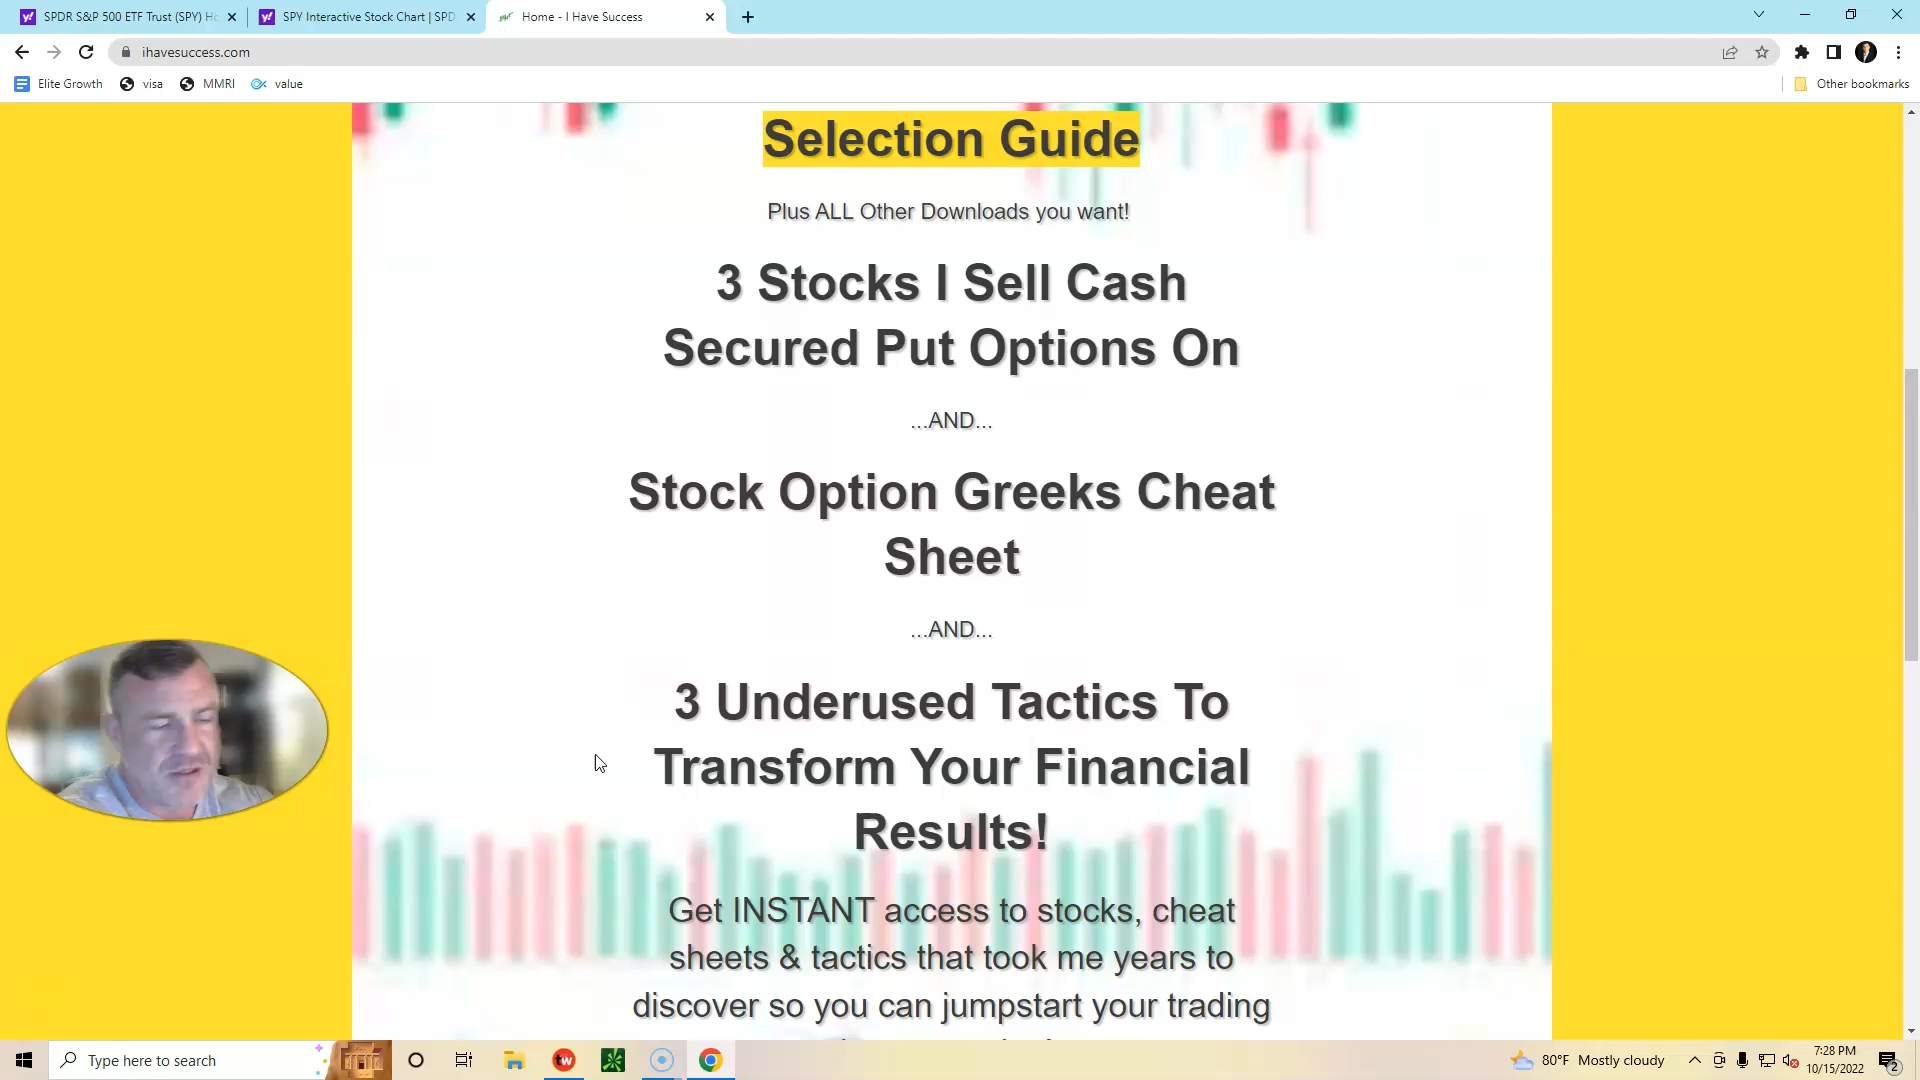 SPDR S&P 500 ETF Trust (SPY) Ho
SPY Interactive Stock Chart | SPD
Home - I Have Success
ihavesuccess.com
Elite Growth
visa
MMRI
value
Other bookmarks
Selection Guide
Plus ALL Other Downloads you want!
3 Stocks I Sell Cash
Secured Put Options On
...AND...
Stock Option Greeks Cheat
Sheet
...AND...
3 Underused Tactics To
Transform Your Financial
Results!
Get INSTANT access to stocks, cheat
sheets & tactics that took me years to
discover so you can jumpstart your trading
Type here to search
tw
80°F Mostly cloudy
7:28 PM
10/15/2022
2